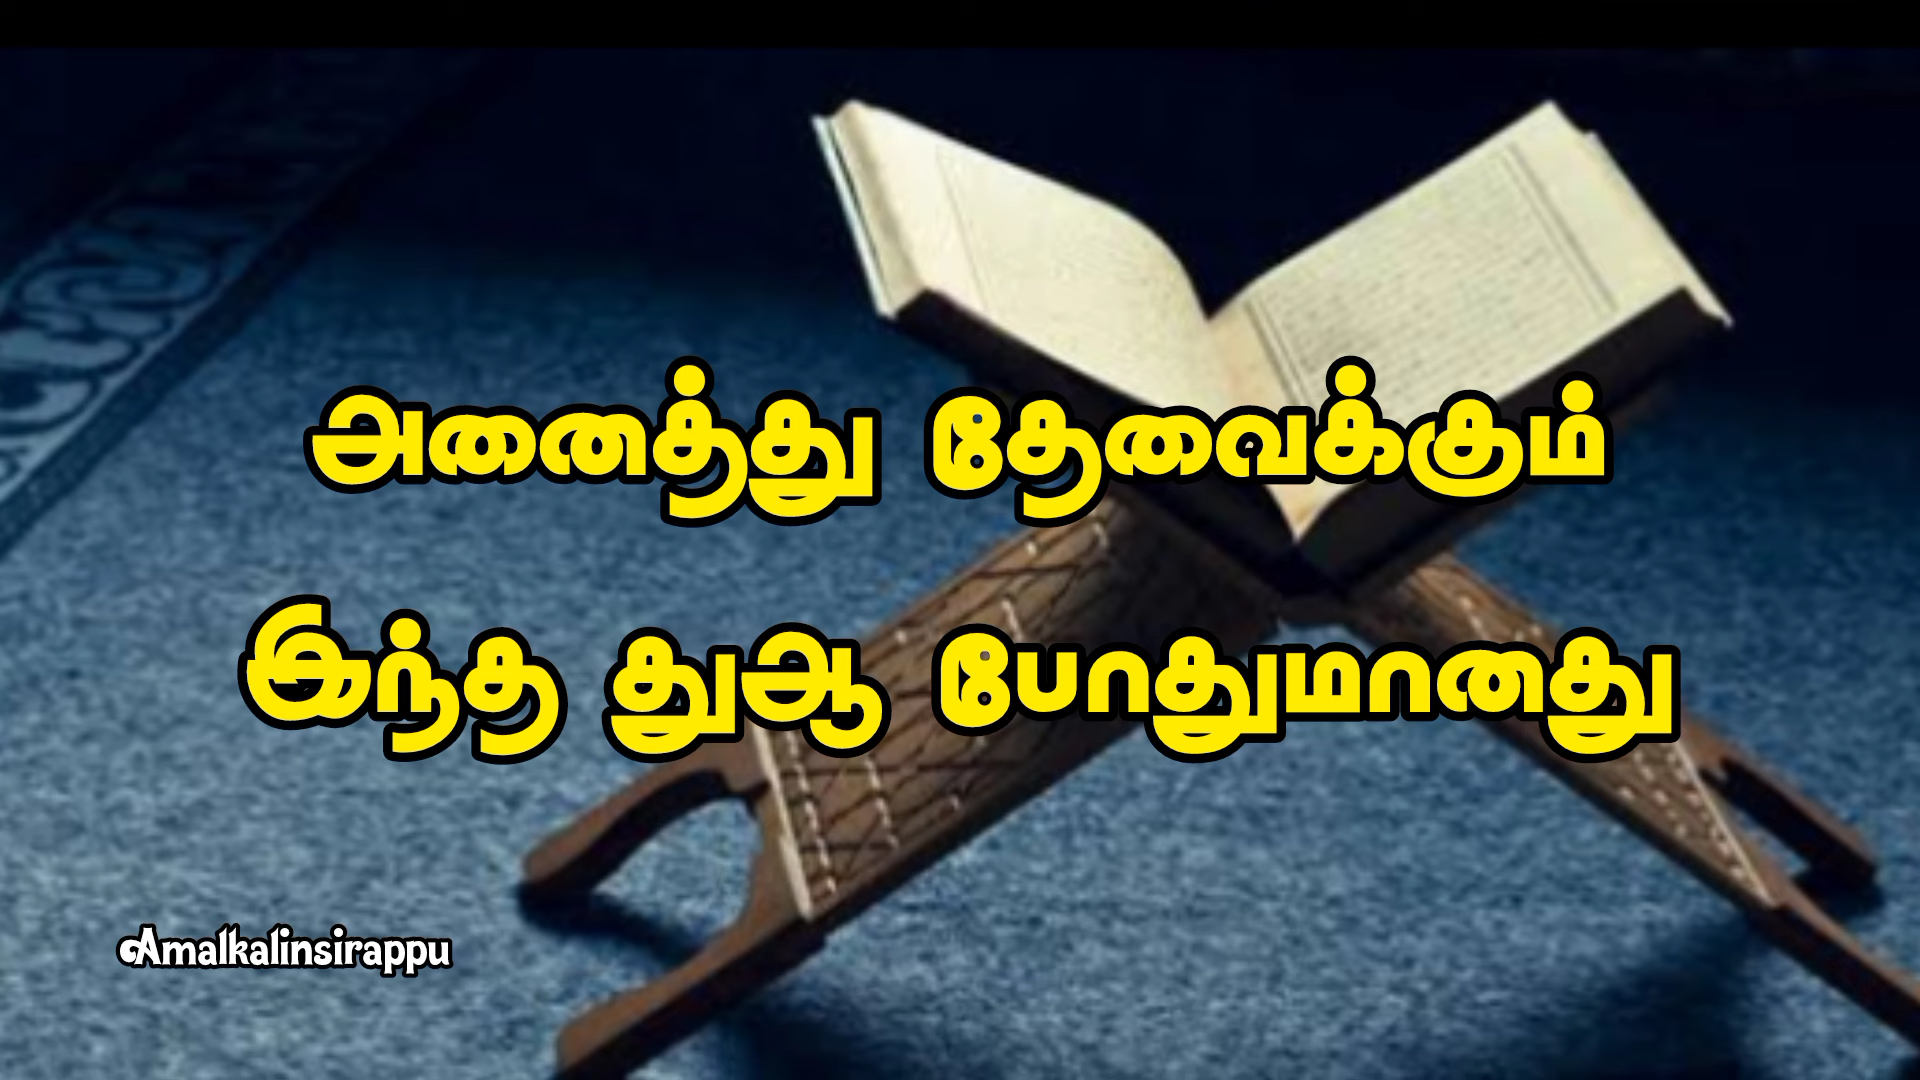 அனைத்து தேவைக்கும்
இந்த துஆ போதுமானது
Amalkalinsirappu